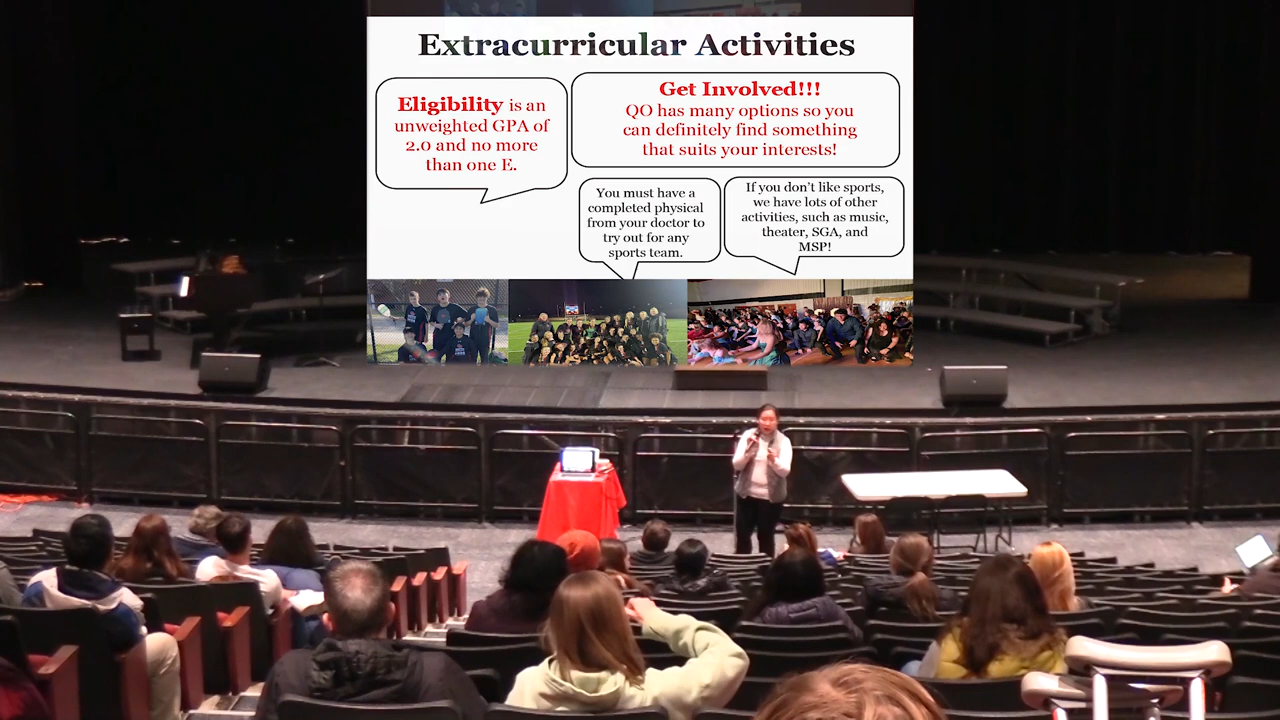 Extracurricular Activities
Eligibility is an
unweighted GPA of
2.0 and no more
than one E.
Get Involved!!!
QO has many options so you
can definitely find something
that suits your interests!
You must have a
completed physical
from your doctor to
try out for any
sports team.
If you don't like sports,
we have lots of other
activities, such as music,
theater, SGA, and
MSP!